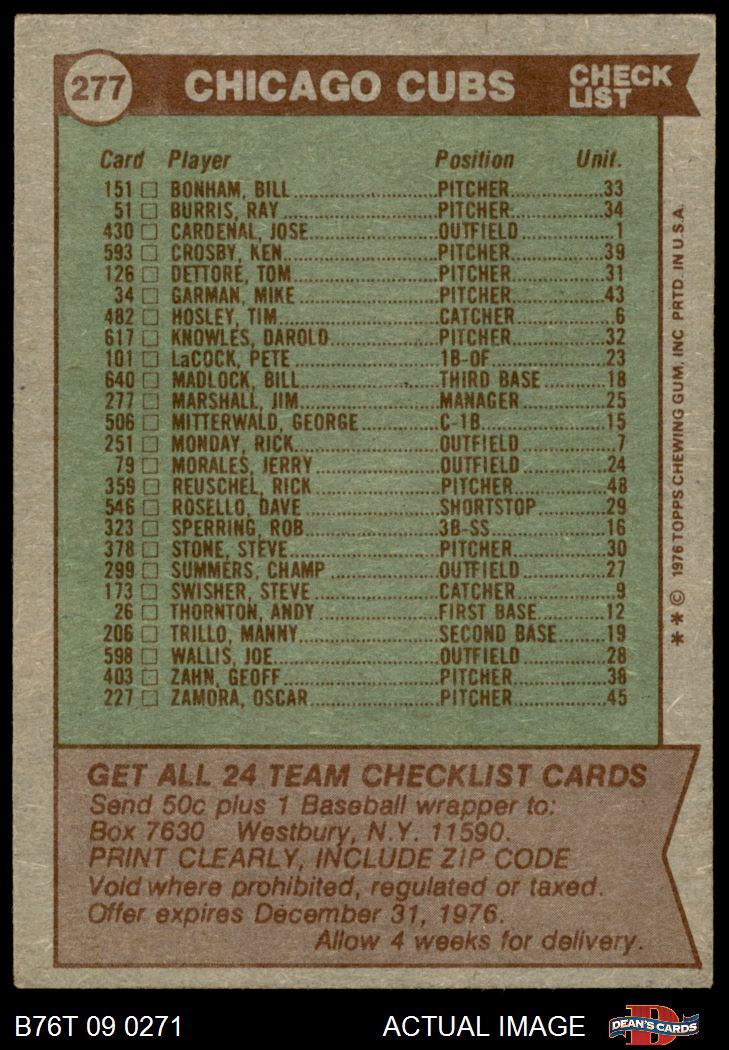 277 CHICAGO CUBS CHECK LIST
Card Player Position Unif.
151 BONHAM, BILL PITCHER 33
51 BURRIS, RAY PITCHER 34
430 CARDENAL, JOSE OUTFIELD 1
593 CROSBY, KEN PITCHER 39
126 DETTORE, TOM PITCHER 31
34 GARMAN, MIKE PITCHER 43
482 HOSLEY, TIM CATCHER 6
617 KNOWLES, DAROLD PITCHER 32
101 LaCOCK, PETE 1B-OF 23
640 MADLOCK, BILL THIRD BASE 18
277 MARSHALL, JIM MANAGER 25
506 MITTERWALD, GEORGE C-1B 15
251 MONDAY, RICK OUTFIELD 7
79 MORALES, JERRY OUTFIELD 24
359 REUSCHEL, RICK PITCHER 48
546 ROSELLO, DAVE SHORTSTOP 29
323 SPERRING, ROB 3B-SS 16
378 STONE, STEVE PITCHER 30
299 SUMMERS, CHAMP OUTFIELD 27
173 SWISHER, STEVE CATCHER 9
26 THORNTON, ANDY FIRST BASE 12
206 TRILLO, MANNY SECOND BASE 19
598 WALLIS, JOE OUTFIELD 28
403 ZAHN, GEOFF PITCHER 38
227 ZAMORA, OSCAR PITCHER 45
* * © 1976 TOPPS CHEWING GUM, INC. PRTD. IN U.S.A.
GET ALL 24 TEAM CHECKLIST CARDS
Send 50c plus 1 Baseball wrapper to:
Box 7630 Westbury, N.Y. 11590.
PRINT CLEARLY, INCLUDE ZIP CODE
Void where prohibited, regulated or taxed.
Offer expires December 31, 1976.
Allow 4 weeks for delivery.
B76T 09 0271 ACTUAL IMAGE D DEAN'S CARDS